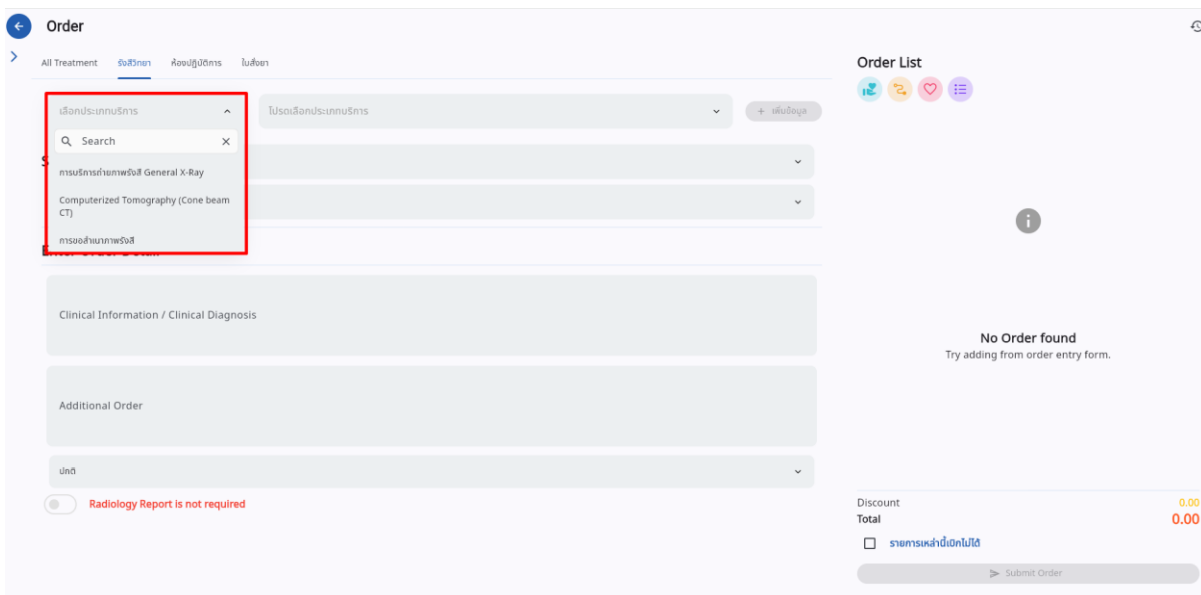 Order
All Treatment รังสีวิทยา ห้องปฏิบัติการ ใบสั่งยา
เลือกประเภทบริการ
โปรดเลือกประเภทบริการ
+ เพิ่มข้อมูล
Search
การบริการถ่ายภาพรังสี General X-Ray
Computerized Tomography (Cone beam
CT)
การขอสำเนาภาพรังสี
Clinical Information / Clinical Diagnosis
Additional Order
ปกติ
Radiology Report is not required
Order List
No Order found
Try adding from order entry form.
Discount 0.00
Total 0.00
รายการเหล่านี้เบิกไม่ได้
Submit Order